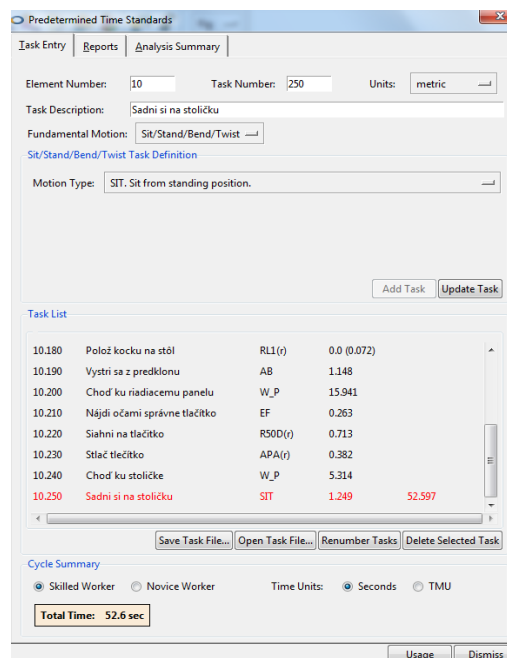 Predetermined Time Standards
Task Entry Reports Analysis Summary
Element Number: 10 Task Number: 250 Units: metric
Task Description: Sadni si na stoličku
Fundamental Motion: Sit/Stand/Bend/Twist
Sit/Stand/Bend/Twist Task Definition
Motion Type: SIT. Sit from standing position.
Add Task Update Task
Task List
10.180 Polož kocku na stôl RL1(r) 0.0 (0.072)
10.190 Vystri sa z predklonu AB 1.148
10.200 Choď ku riadiacemu panelu W_P 15.941
10.210 Nájdi očami správne tlačítko EF 0.263
10.220 Siahni na tlačitko R50D(r) 0.713
10.230 Stlač tlečítko APA(r) 0.382
10.240 Choď ku stoličke W_P 5.314
10.250 Sadni si na stoličku SIT 1.249 52.597
Save Task File... Open Task File... Renumber Tasks Delete Selected Task
Cycle Summary
Skilled Worker Novice Worker Time Units: Seconds TMU
Total Time: 52.6 sec
Usage Dismiss